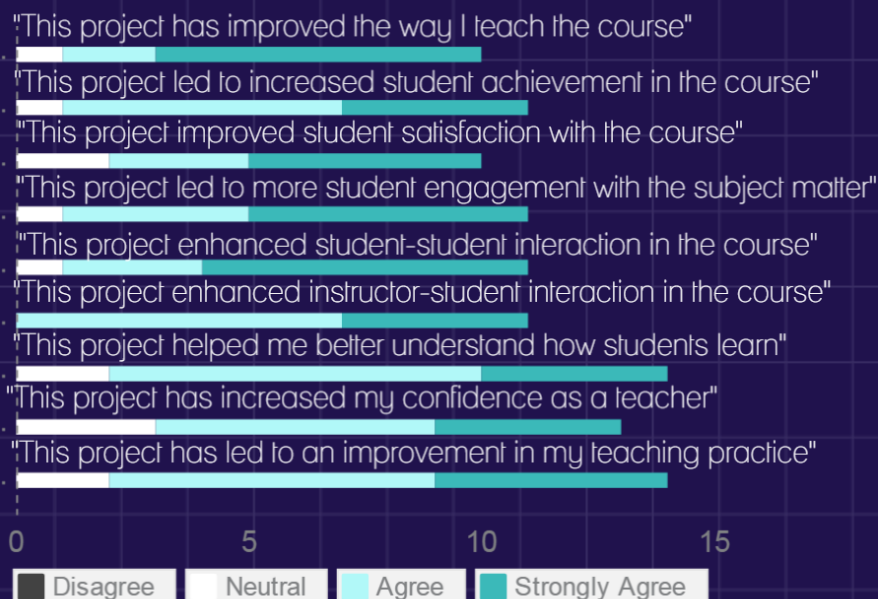 "This project has improved the way I teach the course"
"This project led to increased student achievement in the course"
"This project improved student satisfaction with the course"
"This project led to more student engagement with the subject matter"
"This project enhanced student-student interaction in the course"
"This project enhanced instructor-student interaction in the course"
"This project helped me better understand how students learn"
"This project has increased my confidence as a teacher"
"This project has led to an improvement in my teaching practice"
0 5 10 15
Disagree Neutral Agree Strongly Agree